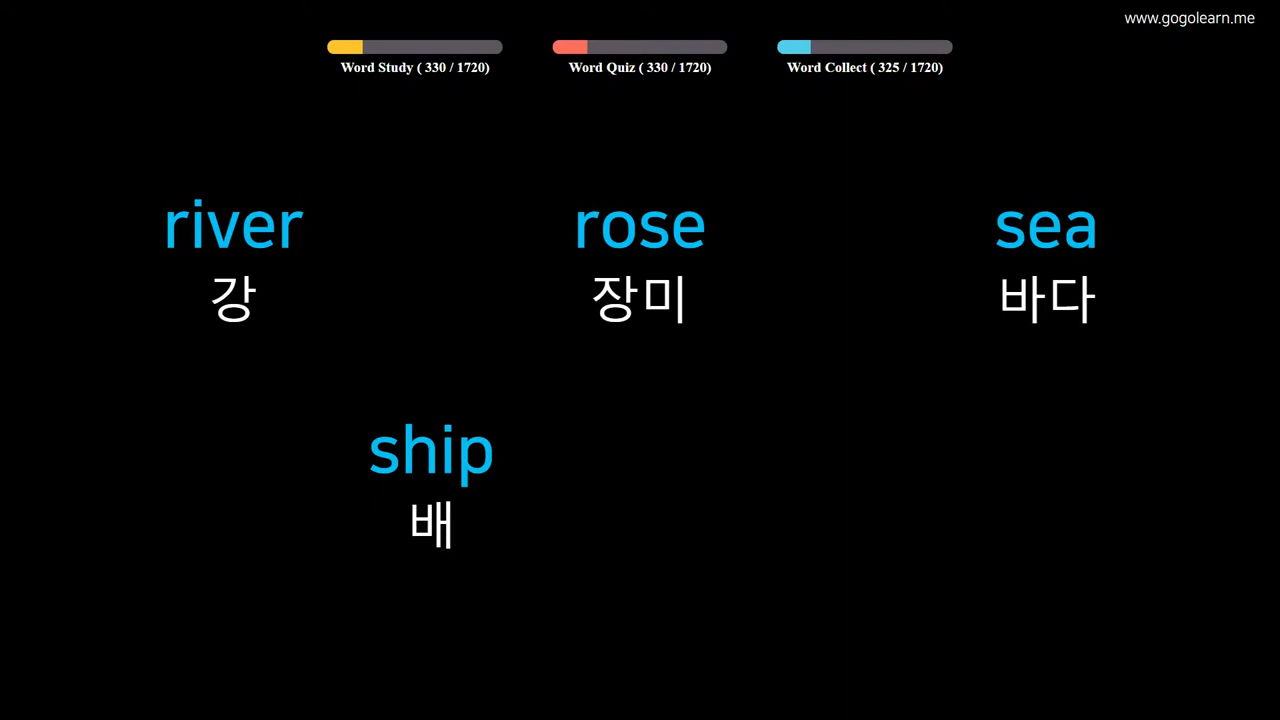 www.gogolearn.me
Word Study ( 330 / 1720)
Word Quiz ( 330 / 1720)
Word Collect ( 325 / 1720)
river
강
rose
장미
sea
바다
ship
배